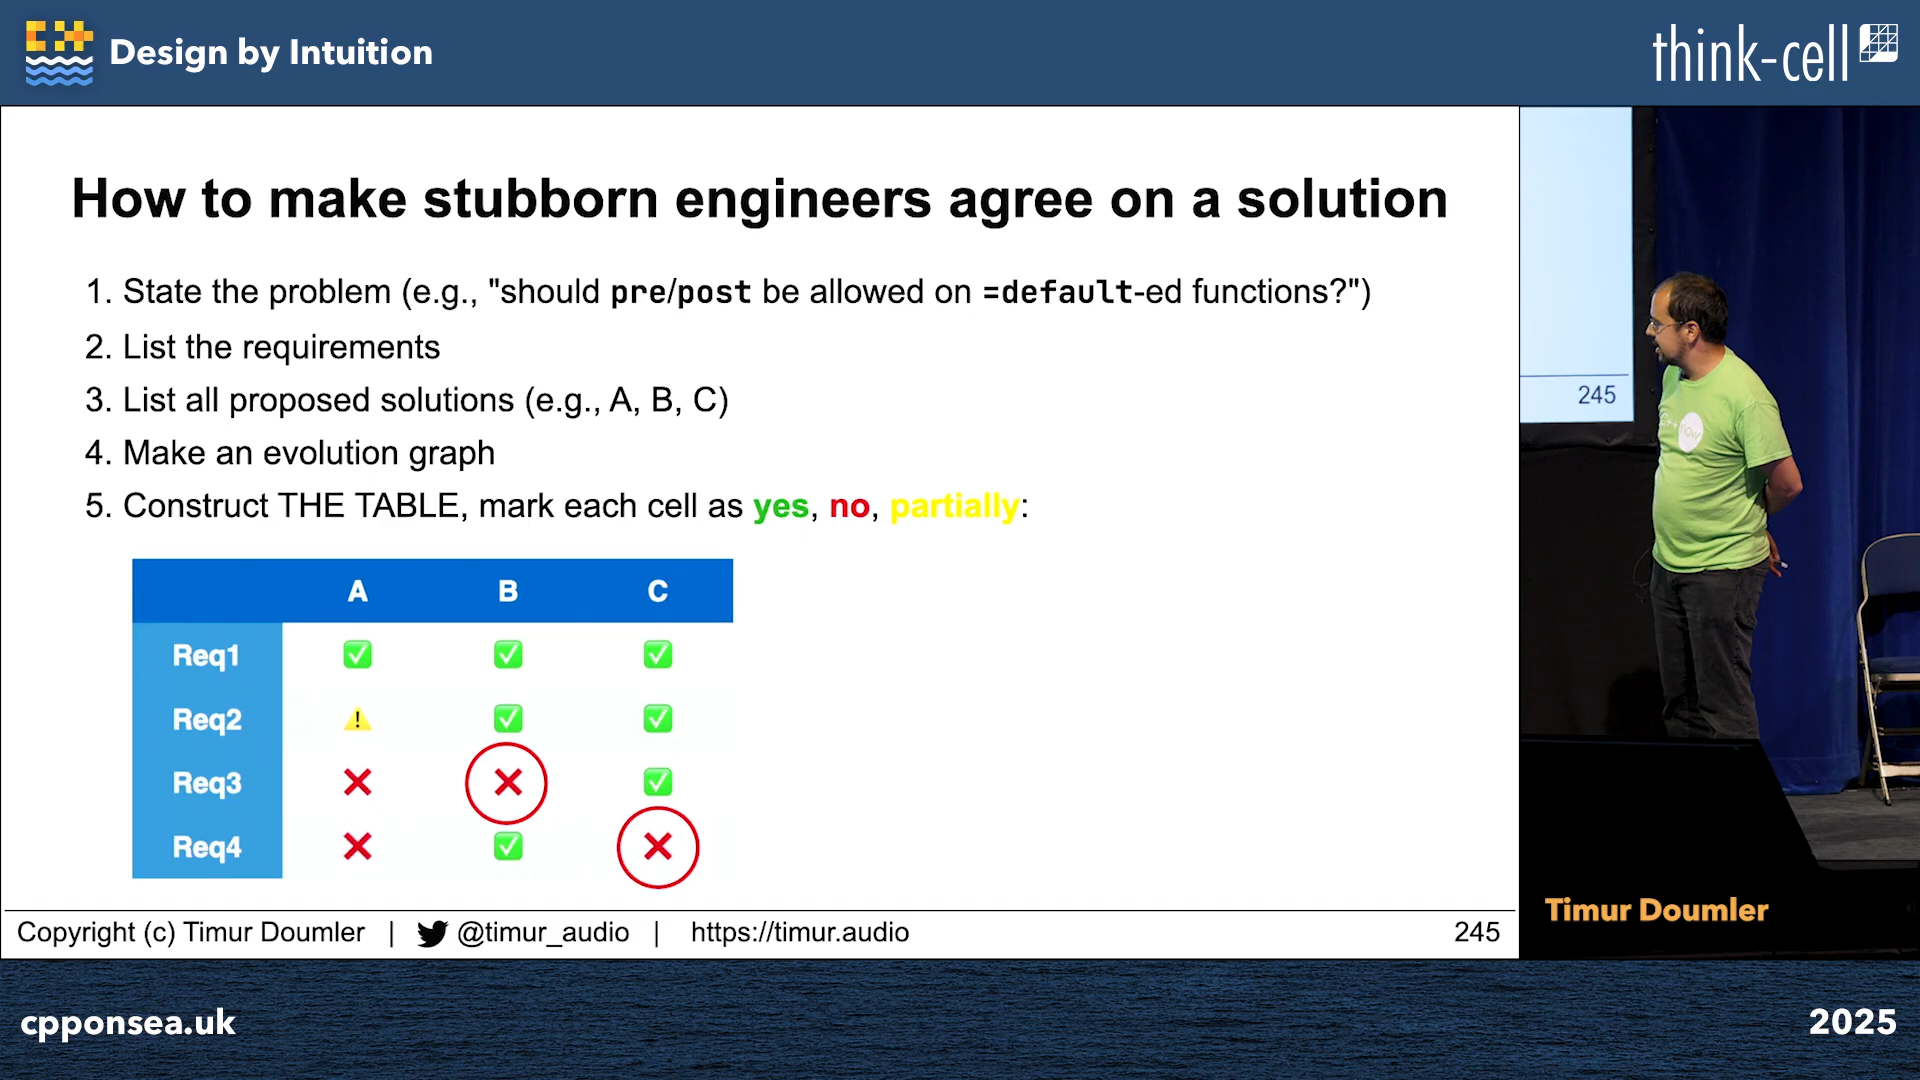 Design by Intuition
think-cell
How to make stubborn engineers agree on a solution
1. State the problem (e.g., "should pre/post be allowed on =default-ed functions?")
2. List the requirements
3. List all proposed solutions (e.g., A, B, C)
4. Make an evolution graph
5. Construct THE TABLE, mark each cell as yes, no, partially:
A B C
Req1 ✅ ✅ ✅
Req2 ⚠️ ✅ ✅
Req3 ❌ ❌ ✅
Req4 ❌ ✅ ❌
Copyright (c) Timur Doumler | @timur_audio | https://timur.audio
245
245
C++ now
Timur Doumler
cpponsea.uk
2025